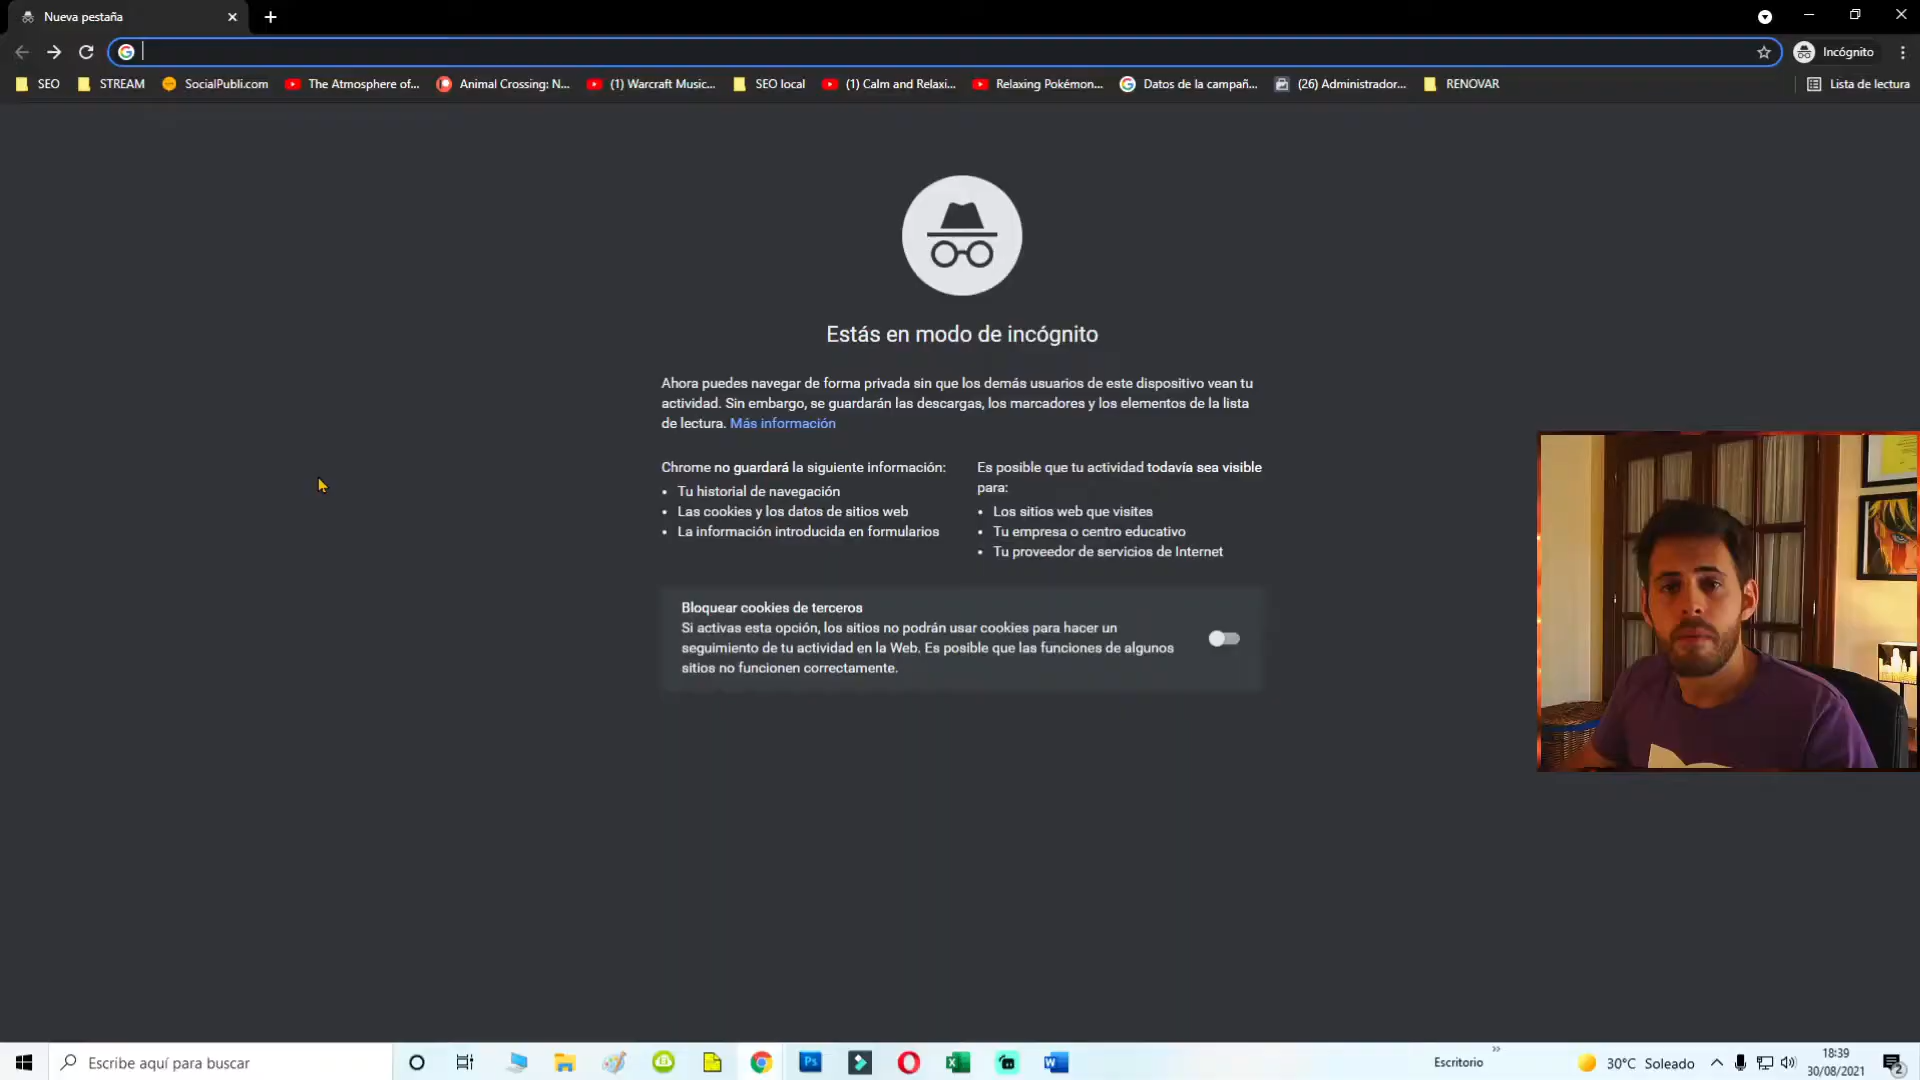 Nueva pestaña
Incógnito
SEO
STREAM
SocialPubli.com
The Atmosphere of...
Animal Crossing: N...
(1) Warcraft Music...
SEO local
(1) Calm and Relaxi...
Relaxing Pokémon...
Datos de la campañ...
(26) Administrador...
RENOVAR
Lista de lectura
Estás en modo de incógnito
Ahora puedes navegar de forma privada sin que los demás usuarios de este dispositivo vean tu
actividad. Sin embargo, se guardarán las descargas, los marcadores y los elementos de la lista
de lectura. Más información
Chrome no guardará la siguiente información:
• Tu historial de navegación
• Las cookies y los datos de sitios web
• La información introducida en formularios
Es posible que tu actividad todavía sea visible
para:
• Los sitios web que visites
• Tu empresa o centro educativo
• Tu proveedor de servicios de Internet
Bloquear cookies de terceros
Si activas esta opción, los sitios no podrán usar cookies para hacer un
seguimiento de tu actividad en la Web. Es posible que las funciones de algunos
sitios no funcionen correctamente.
Escribe aquí para buscar
Ps
Escritorio
30°C Soleado
18:39
30/08/2021
2